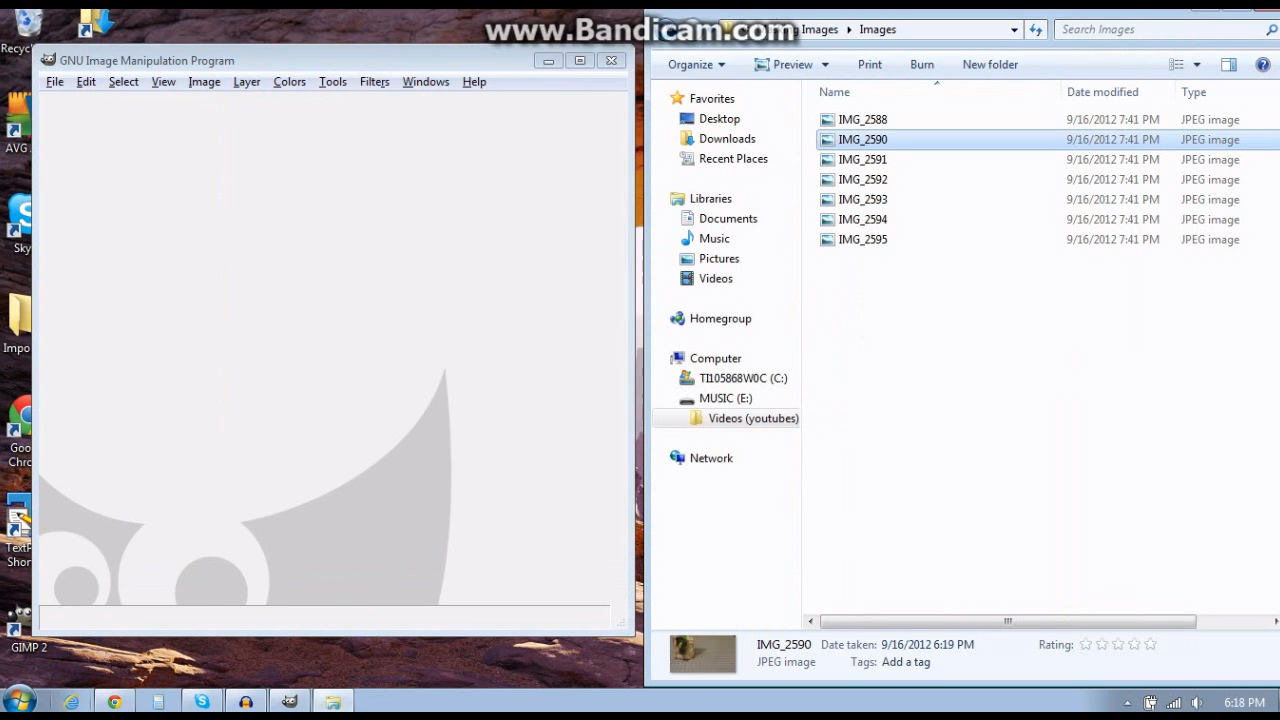 www.Bandicam.com
Recycl
AVG
Sky
Impo
Goo
Chrc
TextP
Shor
GIMP 2
GNU Image Manipulation Program
File Edit Select View Image Layer Colors Tools Filters Windows Help
Images ▸ Images
Search Images
Organize Preview Print Burn New folder
Name Date modified Type
Favorites
Desktop
Downloads
Recent Places
Libraries
Documents
Music
Pictures
Videos
Homegroup
Computer
TI105868W0C (C:)
MUSIC (E:)
Videos (youtubes)
Network
IMG_2588 9/16/2012 7:41 PM JPEG image
IMG_2590 9/16/2012 7:41 PM JPEG image
IMG_2591 9/16/2012 7:41 PM JPEG image
IMG_2592 9/16/2012 7:41 PM JPEG image
IMG_2593 9/16/2012 7:41 PM JPEG image
IMG_2594 9/16/2012 7:41 PM JPEG image
IMG_2595 9/16/2012 7:41 PM JPEG image
IMG_2590 Date taken: 9/16/2012 6:19 PM Rating:
JPEG image Tags: Add a tag
6:18 PM